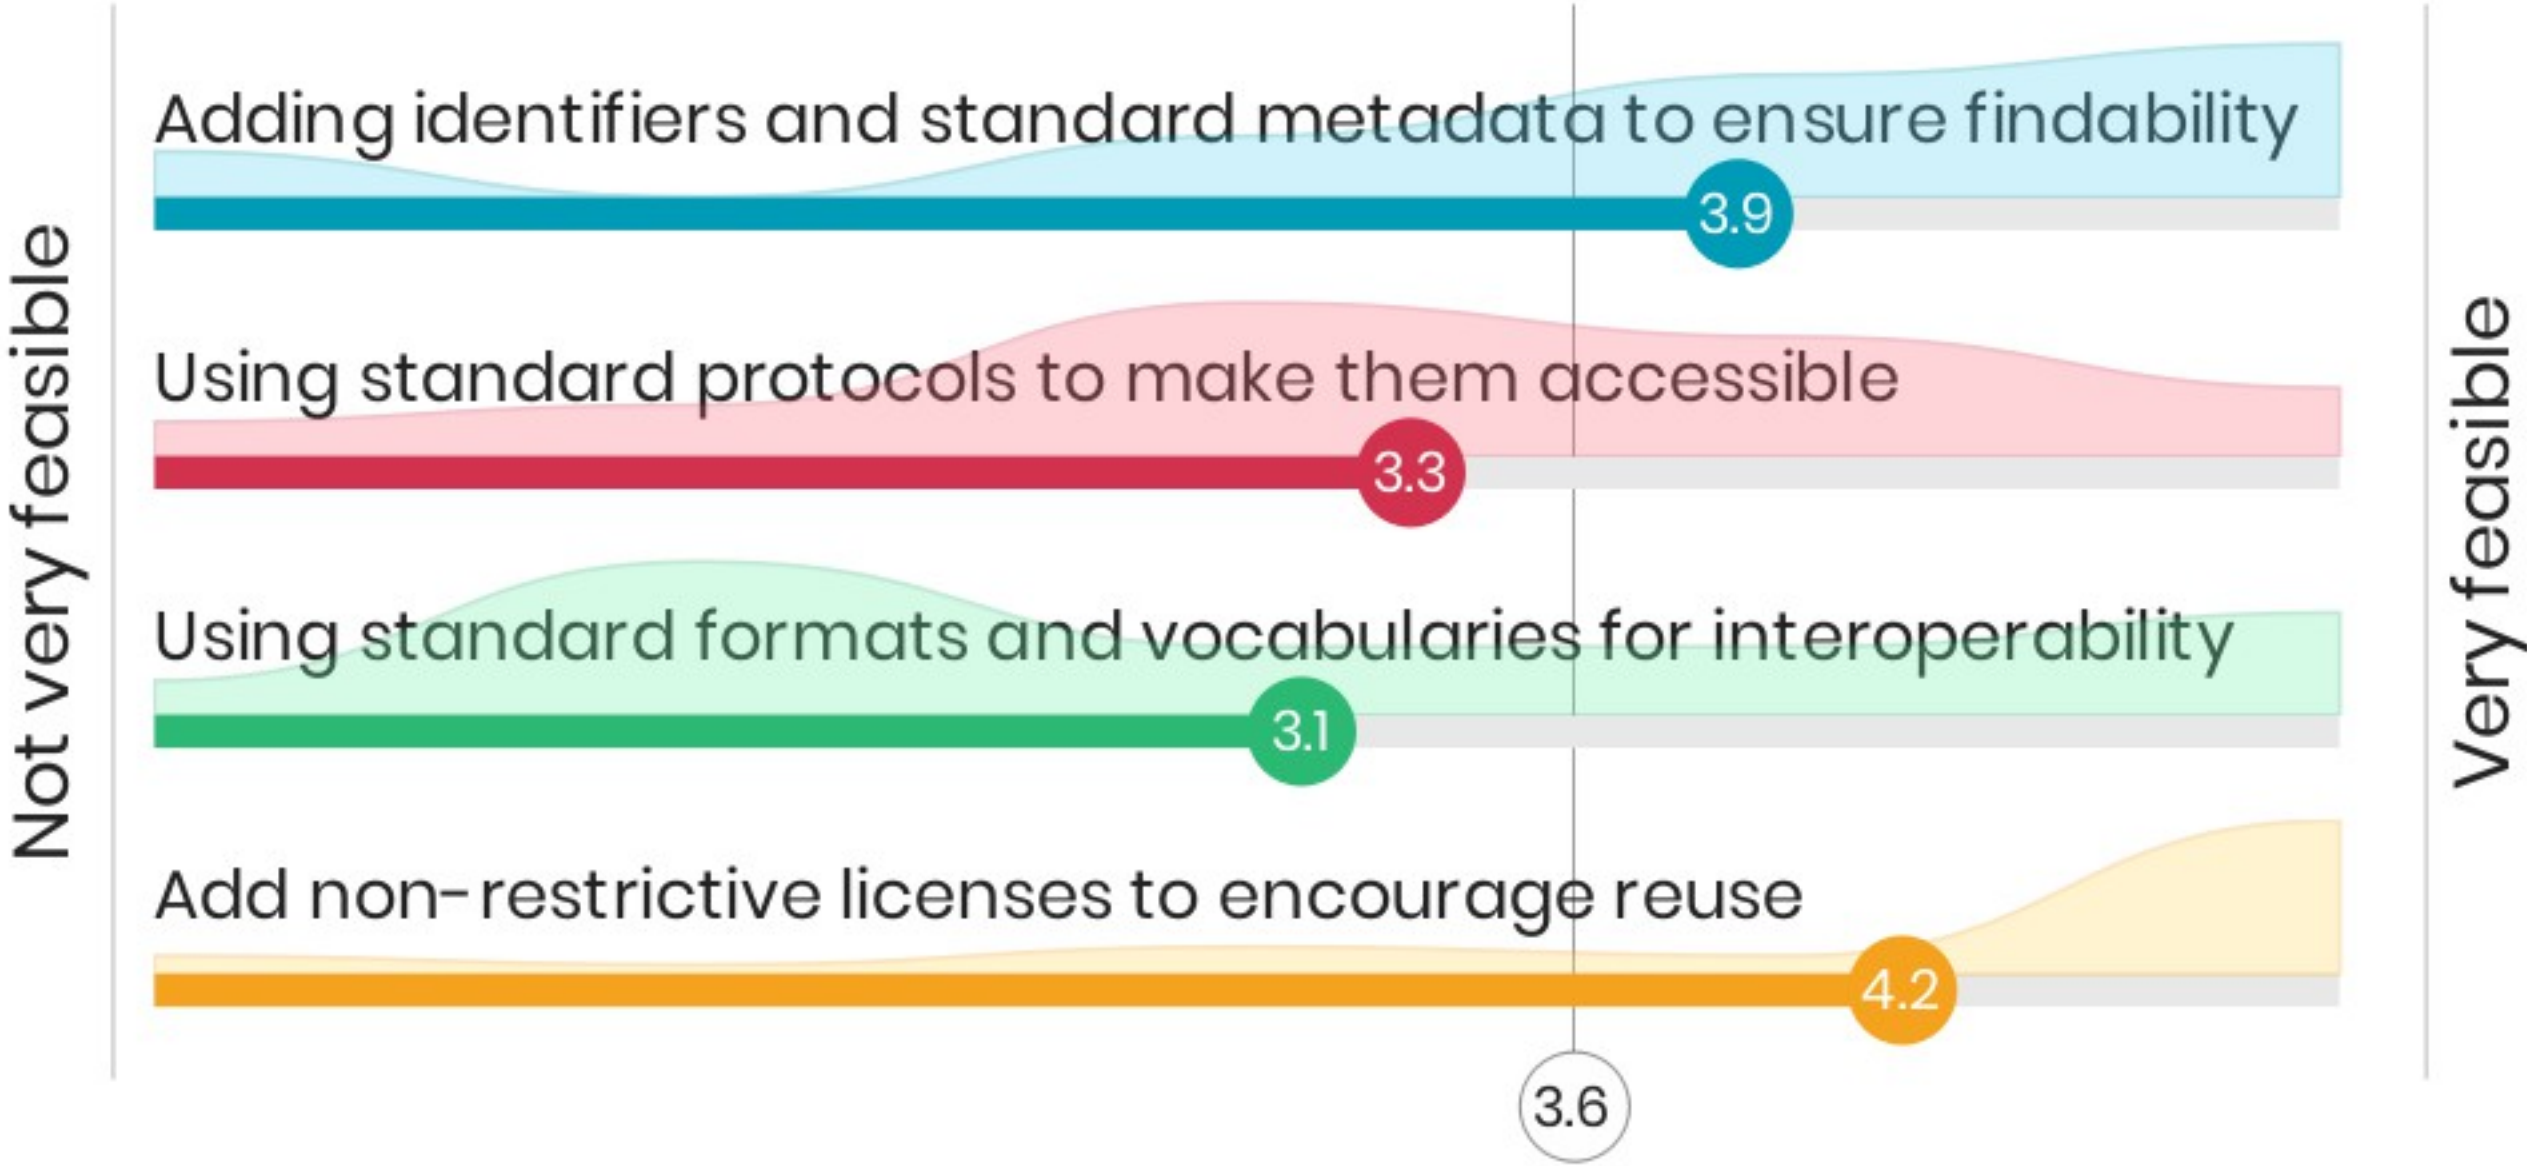 Not very feasible
Adding identifiers and standard metadata to ensure findability
3.9
Using standard protocols to make them accessible
3.3
Using standard formats and vocabularies for interoperability
3.1
Add non-restrictive licenses to encourage reuse
4.2
3.6
Very feasible